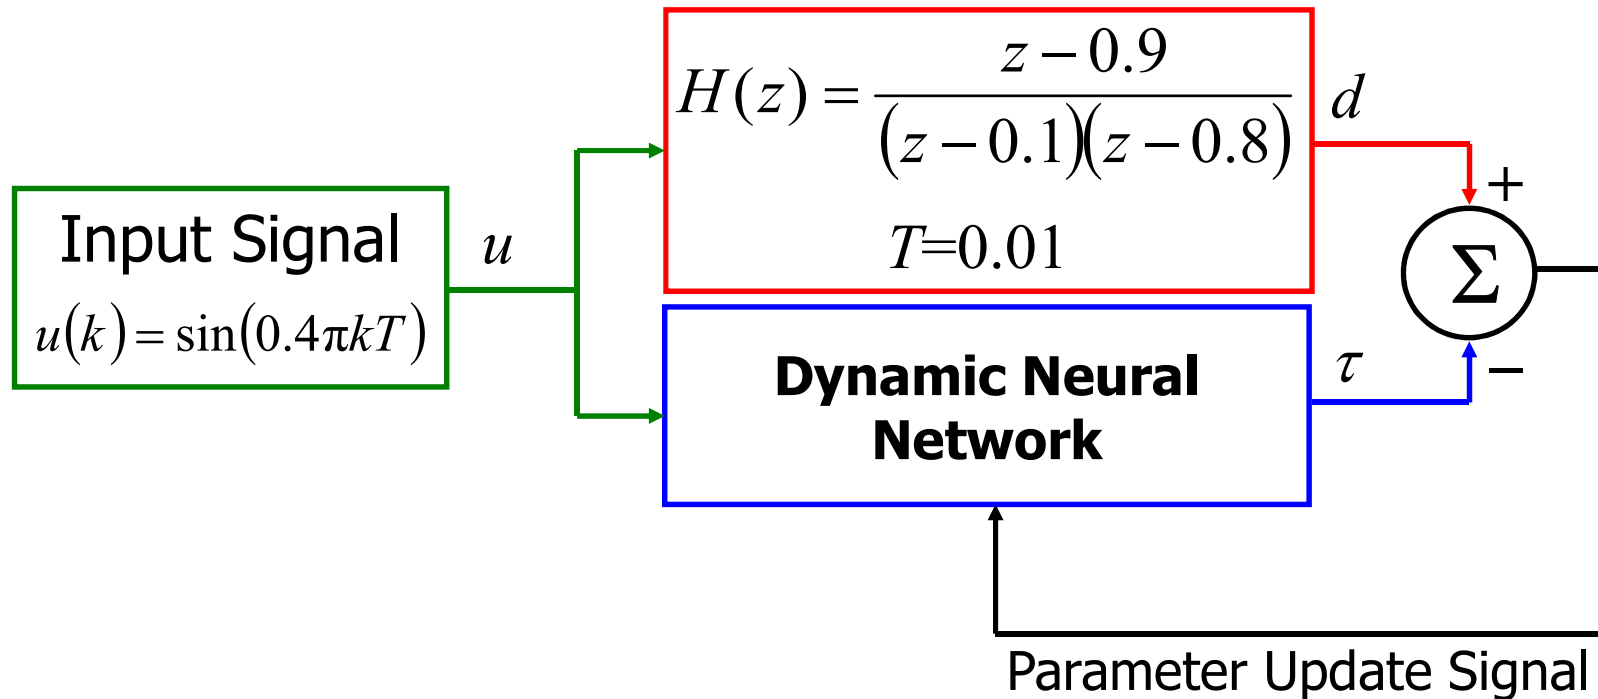 Input Signal
u(k) = sin(0.4πkT)
u
H(z) = (z − 0.9) / ((z − 0.1)(z − 0.8))
T=0.01
d
+
Σ
Dynamic Neural
Network
τ
−
Parameter Update Signal